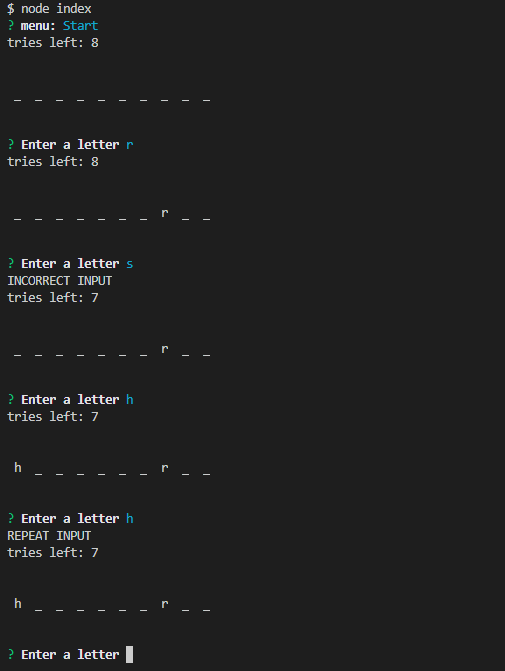 $ node index
? menu: Start
tries left: 8
_ _ _ _ _ _ _ _ _ _
? Enter a letter r
tries left: 8
_ _ _ _ _ _ _ r _ _
? Enter a letter s
INCORRECT INPUT
tries left: 7
_ _ _ _ _ _ _ r _ _
? Enter a letter h
tries left: 7
h _ _ _ _ _ _ r _ _
? Enter a letter h
REPEAT INPUT
tries left: 7
h _ _ _ _ _ _ r _ _
? Enter a letter